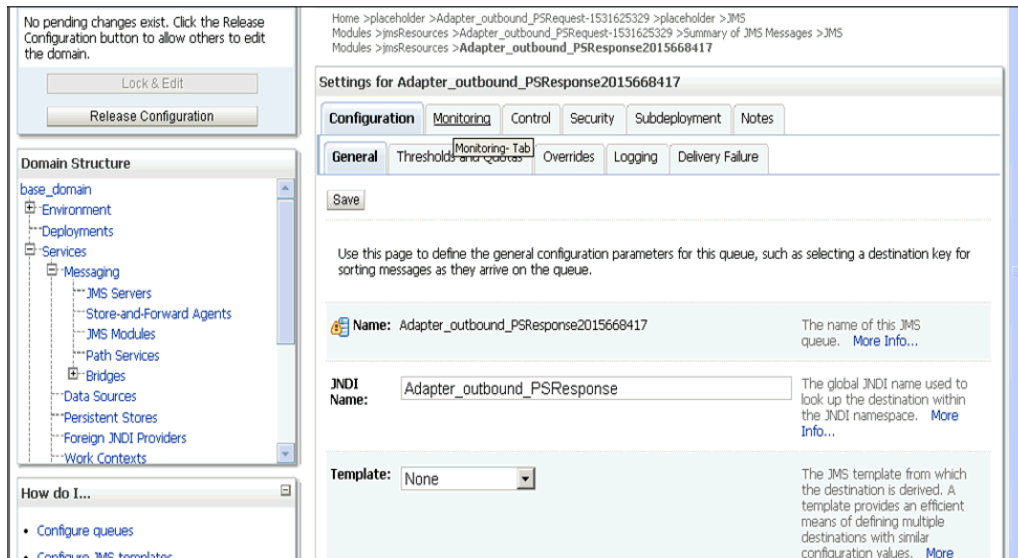 No pending changes exist. Click the Release
Configuration button to allow others to edit
the domain.
Lock & Edit
Release Configuration
Domain Structure
base_domain
Environment
Deployments
Services
Messaging
JMS Servers
Store-and-Forward Agents
JMS Modules
Path Services
Bridges
Data Sources
Persistent Stores
Foreign JNDI Providers
Work Contexts
How do I...
Configure queues
Configure JMS templates
Home >placeholder >Adapter_outbound_PSRequest-1531625329 >placeholder >JMS
Modules >jmsResources >Adapter_outbound_PSRequest-1531625329 >Summary of JMS Messages >JMS
Modules >jmsResources >Adapter_outbound_PSResponse2015668417
Settings for Adapter_outbound_PSResponse2015668417
Configuration Monitoring Control Security Subdeployment Notes
Monitoring- Tab
General Thresholds and Quotas Overrides Logging Delivery Failure
Save
Use this page to define the general configuration parameters for this queue, such as selecting a destination key for
sorting messages as they arrive on the queue.
Name: Adapter_outbound_PSResponse2015668417
The name of this JMS
queue. More Info...
JNDI
Name:
Adapter_outbound_PSResponse
The global JNDI name used to
look up the destination within
the JNDI namespace. More
Info...
Template: None
The JMS template from which
the destination is derived. A
template provides an efficient
means of defining multiple
destinations with similar
configuration values. More